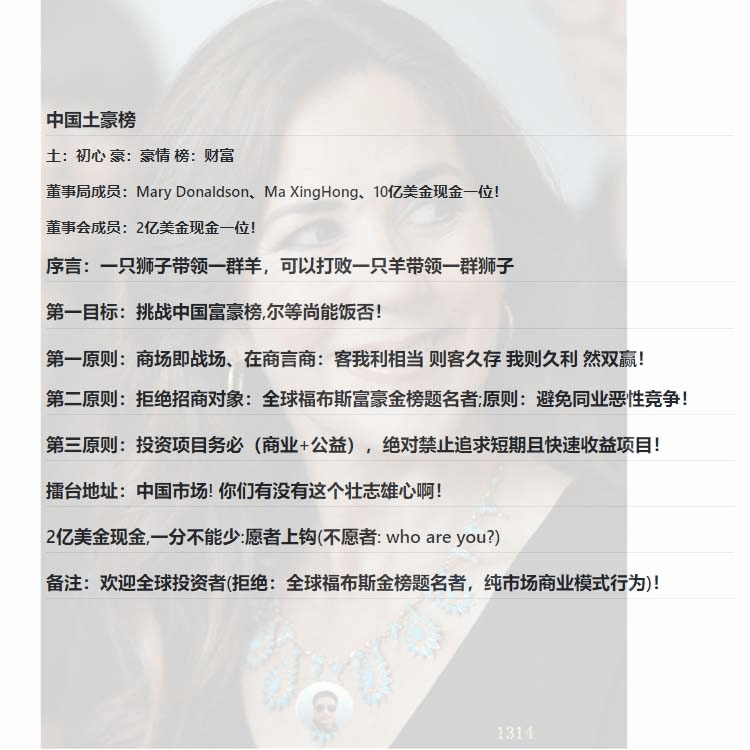 中国土豪榜
土：初心 豪：豪情 榜：财富
董事局成员：Mary Donaldson、Ma XingHong、10亿美金现金一位！
董事会成员：2亿美金现金一位！
序言：一只狮子带领一群羊，可以打败一只羊带领一群狮子
第一目标：挑战中国富豪榜,尔等尚能饭否！
第一原则：商场即战场、在商言商：客我利相当 则客久存 我则久利 然双赢！
第二原则：拒绝招商对象：全球福布斯富豪金榜题名者;原则：避免同业恶性竞争！
第三原则：投资项目务必（商业+公益），绝对禁止追求短期且快速收益项目！
擂台地址：中国市场! 你们有没有这个壮志雄心啊！
2亿美金现金,一分不能少:愿者上钩(不愿者: who are you?)
备注：欢迎全球投资者(拒绝：全球福布斯金榜题名者，纯市场商业模式行为)！
1314